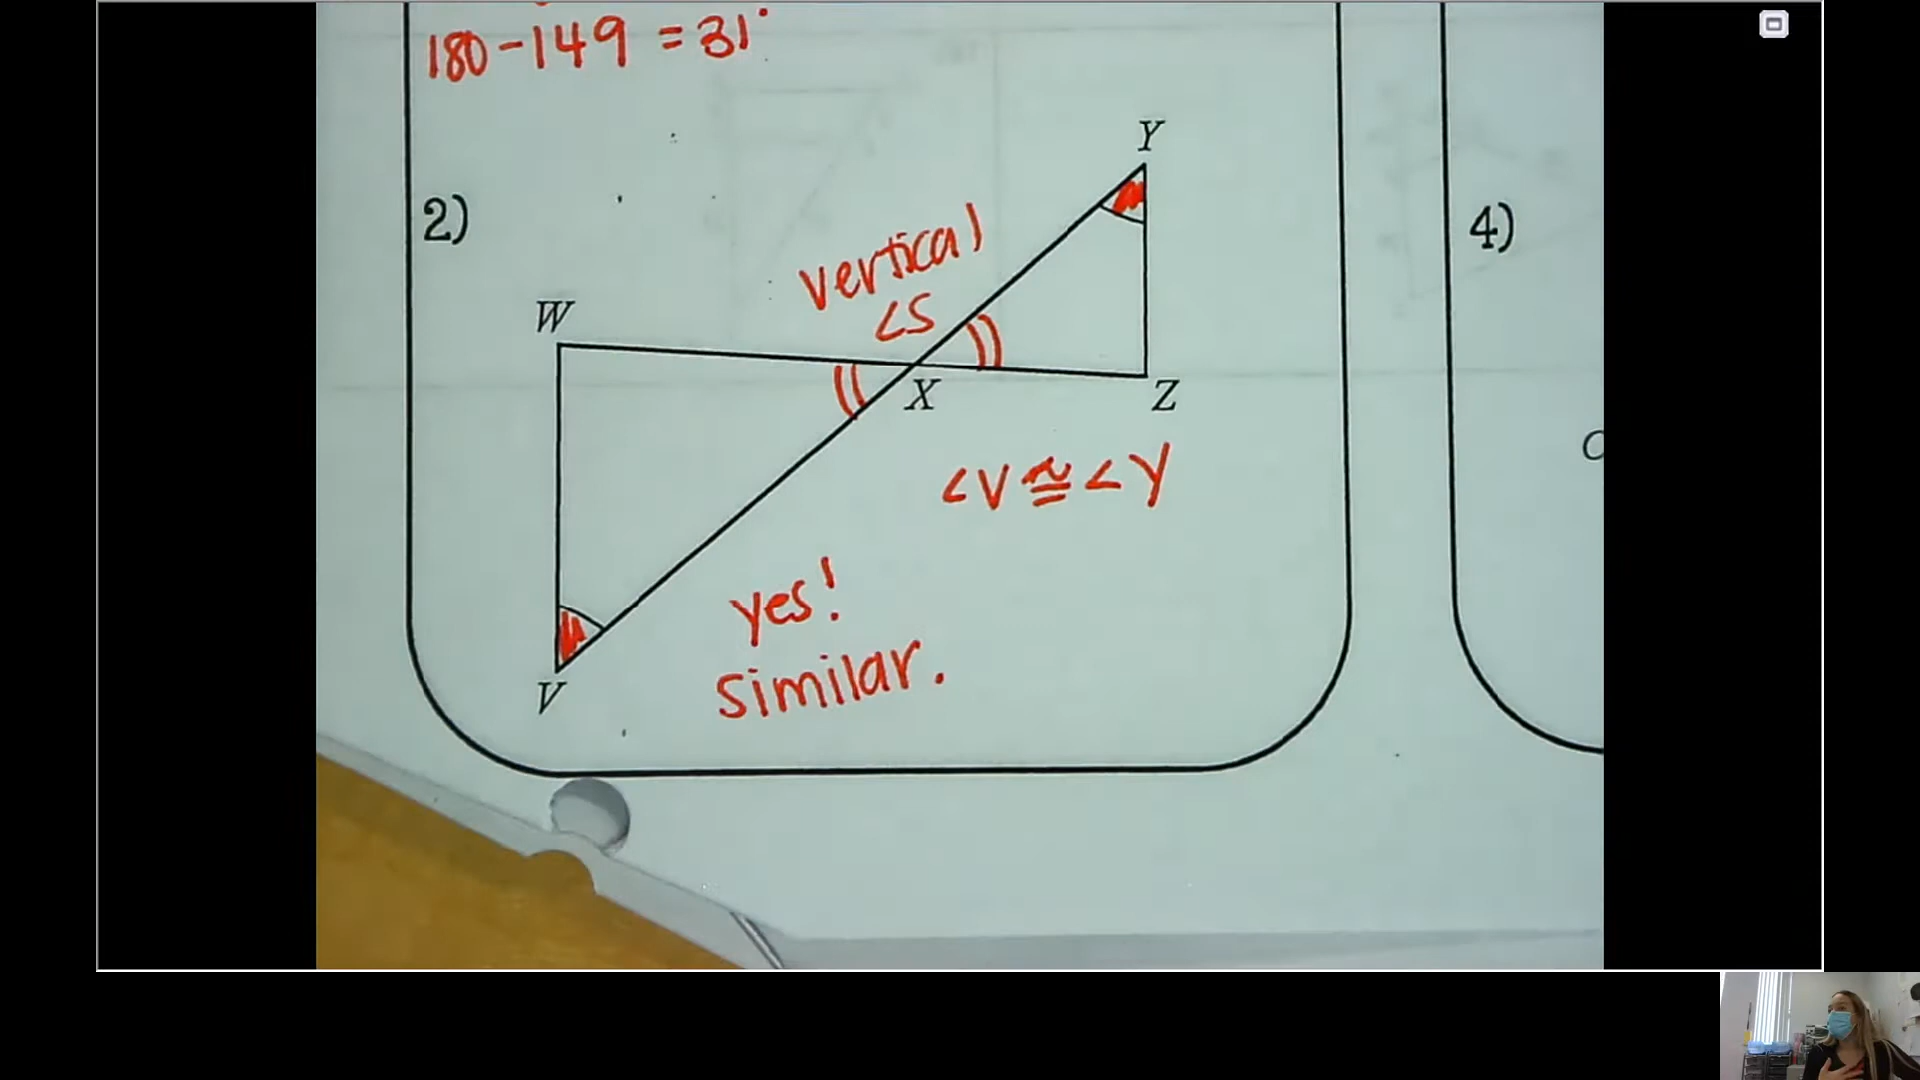 180-149 = 31°
2)
4)
Y
vertical
∠s
W
X
Z
∠V ≅ ∠Y
yes!
similar.
V